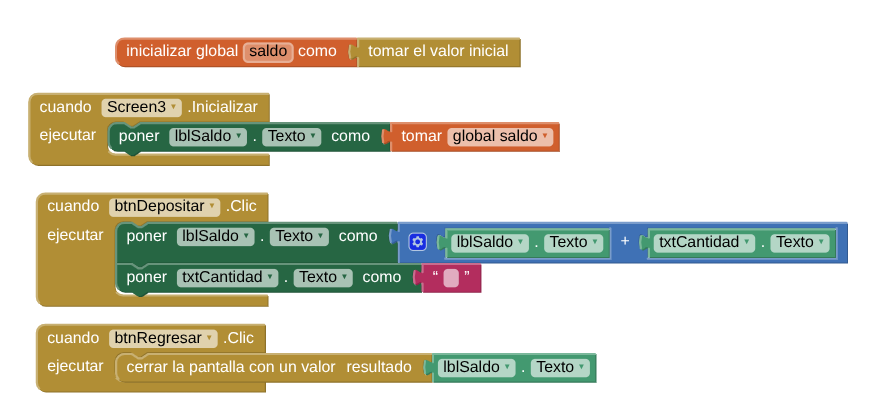 inicializar global saldo como tomar el valor inicial
cuando Screen3 .Inicializar
ejecutar poner lblSaldo . Texto como tomar global saldo
cuando btnDepositar .Clic
ejecutar poner lblSaldo . Texto como lblSaldo . Texto + txtCantidad . Texto
poner txtCantidad . Texto como “ ”
cuando btnRegresar .Clic
ejecutar cerrar la pantalla con un valor resultado lblSaldo . Texto